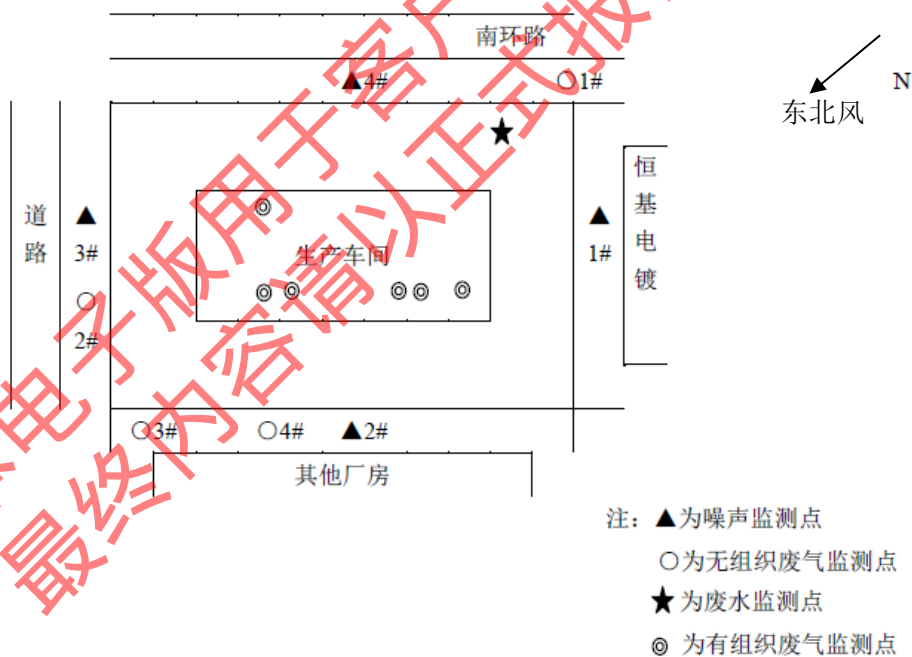 南环路
▲4#
○1#
N
东北风
道路
▲
3#
○
2#
生产车间
▲
1#
恒基电镀
○3#
○4#
▲2#
其他厂房
注：▲为噪声监测点
○为无组织废气监测点
★为废水监测点
◎ 为有组织废气监测点
电子版用于客户
最终内容请以正式报